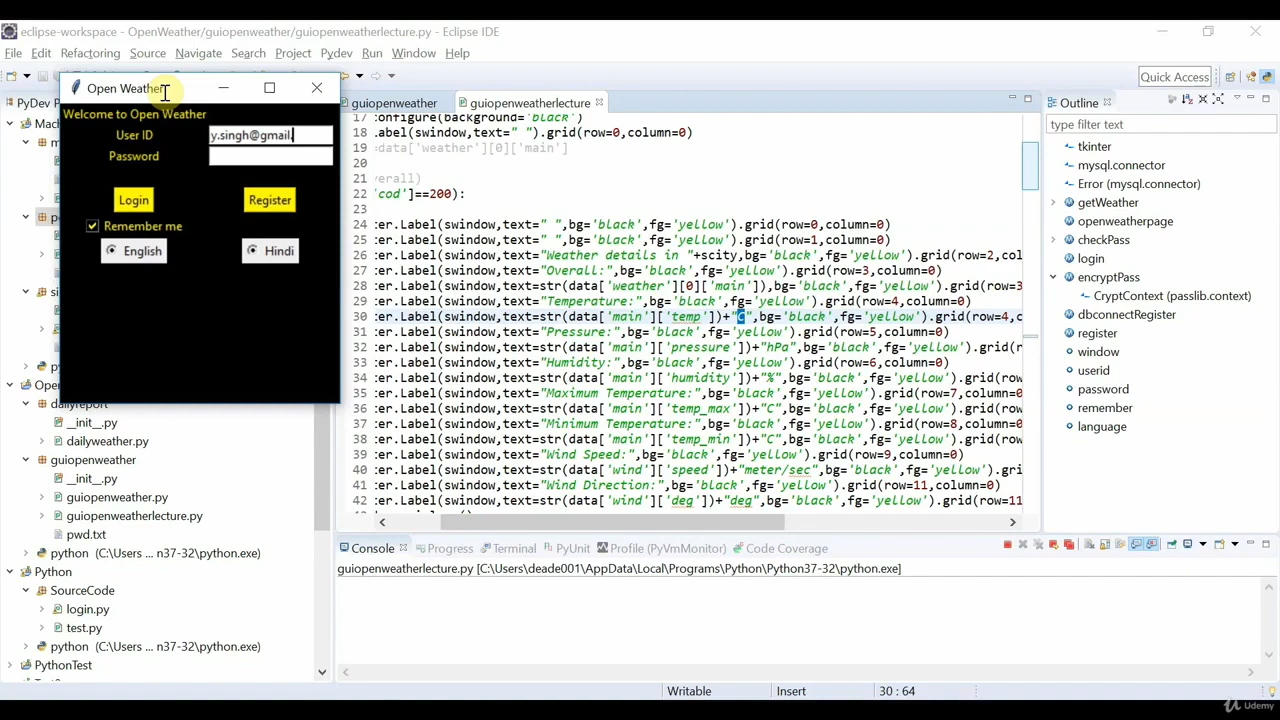 eclipse-workspace - OpenWeather/guiopenweather/guiopenweatherlecture.py - Eclipse IDE
File Edit Refactoring Source Navigate Search Project Pydev Run Window Help
Quick Access
Open Weather
Welcome to Open Weather
User ID y.singh@gmail.
Password
Login Register
Remember me
English Hindi
PyDev P
Mach
Open
dailyreport
__init__.py
dailyweather.py
guiopenweather
__init__.py
guiopenweather.py
guiopenweatherlecture.py
pwd.txt
python (C:\Users ... n37-32\python.exe)
Python
SourceCode
login.py
test.py
python (C:\Users ... n37-32\python.exe)
PythonTest
guiopenweather guiopenweatherlecture
17 configure(background='black')
18 Label(swindow,text=" ").grid(row=0,column=0)
19 =data['weather'][0]['main']
20
21 verall)
22 'cod']==200):
23
24 er.Label(swindow,text=" ",bg='black',fg='yellow').grid(row=0,column=0)
25 er.Label(swindow,text=" ",bg='black',fg='yellow').grid(row=1,column=0)
26 er.Label(swindow,text="Weather details in "+scity,bg='black',fg='yellow').grid(row=2,co
27 er.Label(swindow,text="Overall:",bg='black',fg='yellow').grid(row=3,column=0)
28 er.Label(swindow,text=str(data['weather'][0]['main']),bg='black',fg='yellow').grid(row=3
29 er.Label(swindow,text="Temperature:",bg='black',fg='yellow').grid(row=4,column=0)
30 er.Label(swindow,text=str(data['main']['temp'])+"C",bg='black',fg='yellow').grid(row=4,c
31 er.Label(swindow,text="Pressure:",bg='black',fg='yellow').grid(row=5,column=0)
32 er.Label(swindow,text=str(data['main']['pressure'])+"hPa",bg='black',fg='yellow').grid(r
33 er.Label(swindow,text="Humidity:",bg='black',fg='yellow').grid(row=6,column=0)
34 er.Label(swindow,text=str(data['main']['humidity'])+"%",bg='black',fg='yellow').grid(row
35 er.Label(swindow,text="Maximum Temperature:",bg='black',fg='yellow').grid(row=7,column=0
36 er.Label(swindow,text=str(data['main']['temp_max'])+"C",bg='black',fg='yellow').grid(row
37 er.Label(swindow,text="Minimum Temperature:",bg='black',fg='yellow').grid(row=8,column=0
38 er.Label(swindow,text=str(data['main']['temp_min'])+"C",bg='black',fg='yellow').grid(row
39 er.Label(swindow,text="Wind Speed:",bg='black',fg='yellow').grid(row=9,column=0)
40 er.Label(swindow,text=str(data['wind']['speed'])+"meter/sec",bg='black',fg='yellow').gri
41 er.Label(swindow,text="Wind Direction:",bg='black',fg='yellow').grid(row=11,column=0)
42 er.Label(swindow,text=str(data['wind']['deg'])+"deg",bg='black',fg='yellow').grid(row=11
Outline
type filter text
tkinter
mysql.connector
Error (mysql.connector)
getWeather
openweatherpage
checkPass
login
encryptPass
CryptContext (passlib.context)
dbconnectRegister
register
window
userid
password
remember
language
Console Progress Terminal PyUnit Profile (PyVmMonitor) Code Coverage
guiopenweatherlecture.py [C:\Users\deade001\AppData\Local\Programs\Python\Python37-32\python.exe]
Writable Insert 30 : 64
Udemy